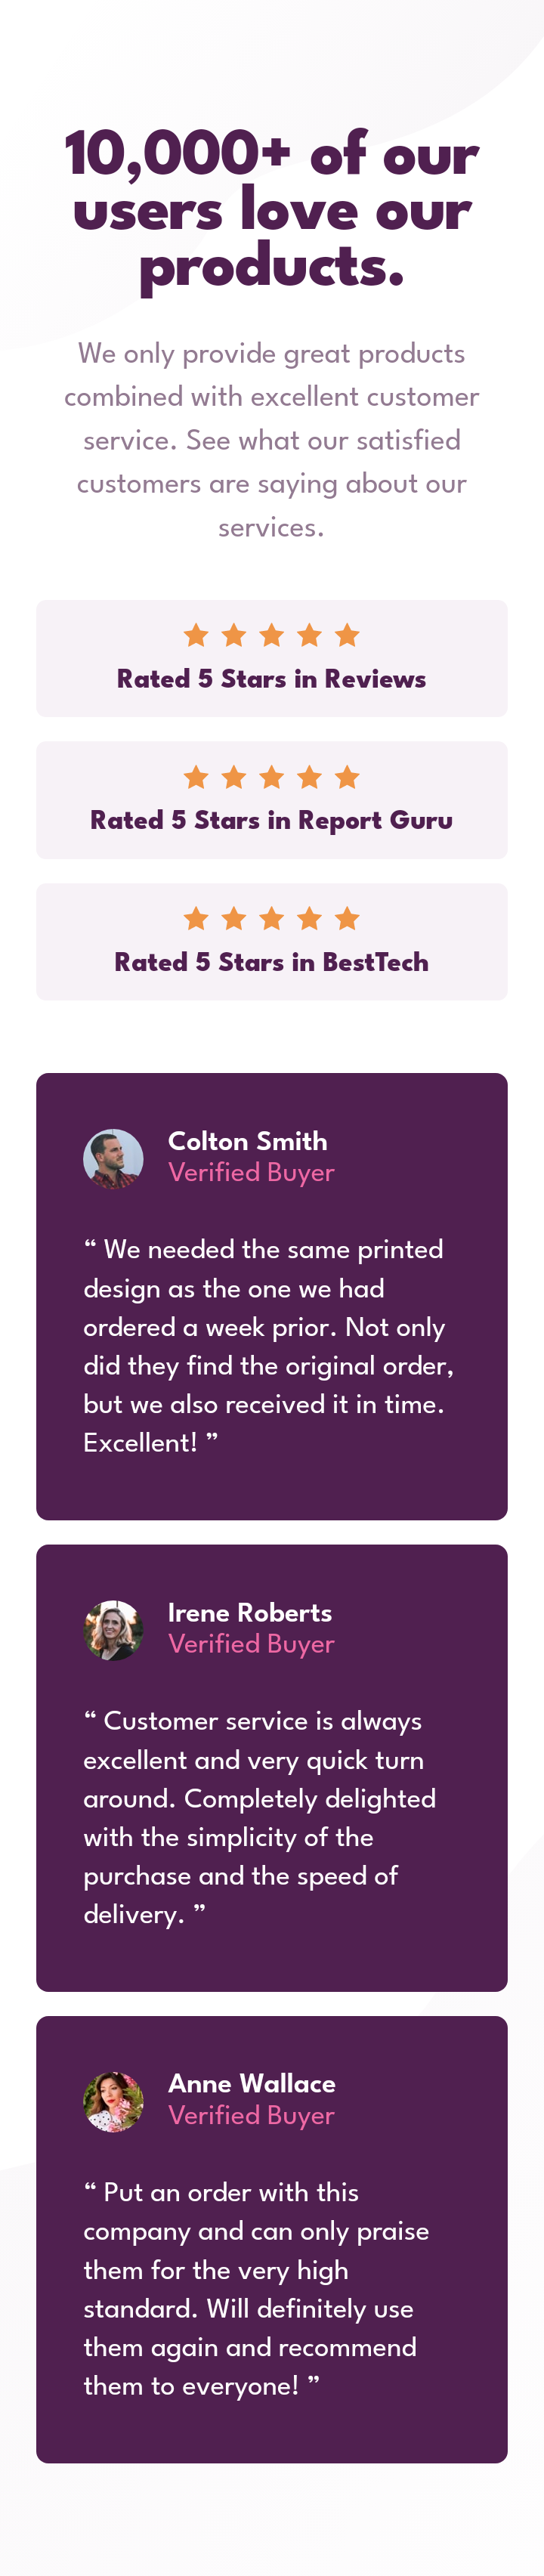 10,000+ of our
users love our
products.
We only provide great products
combined with excellent customer
service. See what our satisfied
customers are saying about our
services.
Rated 5 Stars in Reviews
Rated 5 Stars in Report Guru
Rated 5 Stars in BestTech
Colton Smith
Verified Buyer
“ We needed the same printed
design as the one we had
ordered a week prior. Not only
did they find the original order,
but we also received it in time.
Excellent! ”
Irene Roberts
Verified Buyer
“ Customer service is always
excellent and very quick turn
around. Completely delighted
with the simplicity of the
purchase and the speed of
delivery. ”
Anne Wallace
Verified Buyer
“ Put an order with this
company and can only praise
them for the very high
standard. Will definitely use
them again and recommend
them to everyone! ”